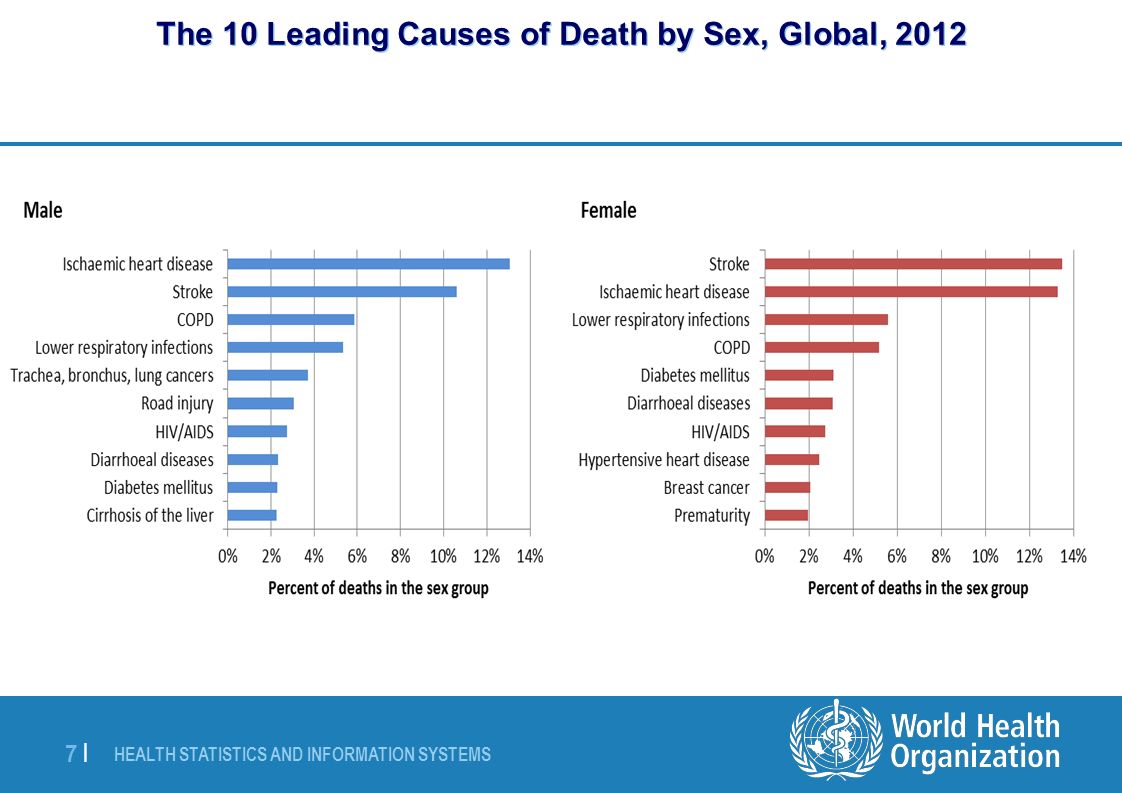 The 10 Leading Causes of Death by Sex, Global, 2012
Male
Ischaemic heart disease
Stroke
COPD
Lower respiratory infections
Trachea, bronchus, lung cancers
Road injury
HIV/AIDS
Diarrhoeal diseases
Diabetes mellitus
Cirrhosis of the liver
0% 2% 4% 6% 8% 10% 12% 14%
Percent of deaths in the sex group
Female
Stroke
Ischaemic heart disease
Lower respiratory infections
COPD
Diabetes mellitus
Diarrhoeal diseases
HIV/AIDS
Hypertensive heart disease
Breast cancer
Prematurity
0% 2% 4% 6% 8% 10% 12% 14%
Percent of deaths in the sex group
7 | HEALTH STATISTICS AND INFORMATION SYSTEMS
World Health
Organization